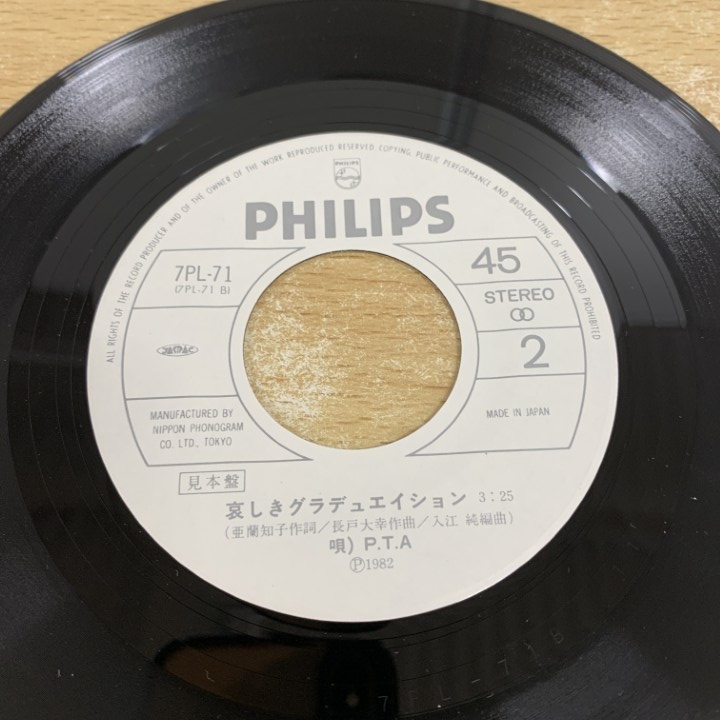 ALL RIGHTS OF THE RECORD PRODUCER AND OF THE OWNER OF THE WORK REPRODUCED RESERVED. COPYING, PUBLIC PERFORMANCE AND BROADCASTING OF THIS RECORD PROHIBITED
PHILIPS
PHILIPS
7PL-71
(7PL-71 B)
JASRAC
MANUFACTURED BY
NIPPON PHONOGRAM
CO. LTD., TOKYO
45
STEREO
2
MADE IN JAPAN
見本盤
哀しきグラデュエイション 3:25
(亜蘭知子作詞/長戸大幸作曲/入江 純編曲)
唄) P.T.A
Ⓟ1982